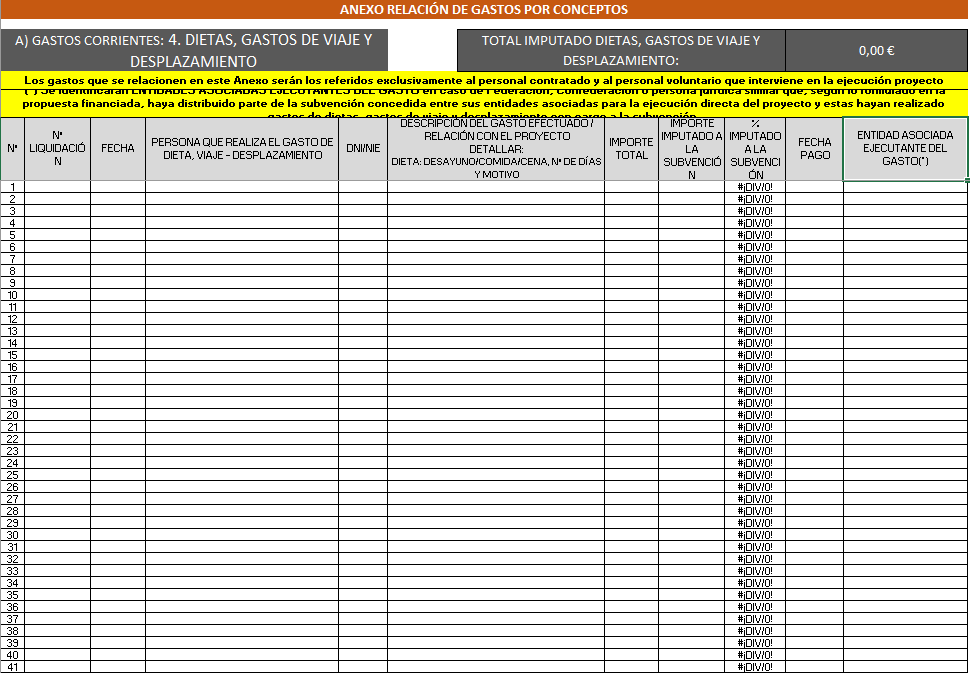 ANEXO RELACIÓN DE GASTOS POR CONCEPTOS
A) GASTOS CORRIENTES: 4. DIETAS, GASTOS DE VIAJE Y
DESPLAZAMIENTO
TOTAL IMPUTADO DIETAS, GASTOS DE VIAJE Y
DESPLAZAMIENTO:
0,00 €
Los gastos que se relacionen en este Anexo serán los referidos exclusivamente al personal contratado y al personal voluntario que interviene en la ejecución proyecto
(*) Se identificarán ENTIDADES ASOCIADAS EJECUTANTES DEL GASTO en caso de Federación, Confederación o persona jurídica similar que, según lo formulado en la
propuesta financiada, haya distribuido parte de la subvención concedida entre sus entidades asociadas para la ejecución directa del proyecto y estas hayan realizado
gastos de dietas, gastos de viaje y desplazamiento con cargo a la subvención.
Nº
Nº
LIQUIDACIÓ
N
FECHA
PERSONA QUE REALIZA EL GASTO DE
DIETA, VIAJE - DESPLAZAMIENTO
DNI/NIE
DESCRIPCIÓN DEL GASTO EFECTUADO /
RELACIÓN CON EL PROYECTO
DETALLAR:
DIETA: DESAYUNO/COMIDA/CENA, Nº DE DÍAS
Y MOTIVO
IMPORTE
TOTAL
IMPORTE
IMPUTADO A
LA
SUBVENCIÓ
N
%
IMPUTADO
A LA
SUBVENCI
ÓN
FECHA
PAGO
ENTIDAD ASOCIADA
EJECUTANTE DEL
GASTO(*)
1 #¡DIV/0!
2 #¡DIV/0!
3 #¡DIV/0!
4 #¡DIV/0!
5 #¡DIV/0!
6 #¡DIV/0!
7 #¡DIV/0!
8 #¡DIV/0!
9 #¡DIV/0!
10 #¡DIV/0!
11 #¡DIV/0!
12 #¡DIV/0!
13 #¡DIV/0!
14 #¡DIV/0!
15 #¡DIV/0!
16 #¡DIV/0!
17 #¡DIV/0!
18 #¡DIV/0!
19 #¡DIV/0!
20 #¡DIV/0!
21 #¡DIV/0!
22 #¡DIV/0!
23 #¡DIV/0!
24 #¡DIV/0!
25 #¡DIV/0!
26 #¡DIV/0!
27 #¡DIV/0!
28 #¡DIV/0!
29 #¡DIV/0!
30 #¡DIV/0!
31 #¡DIV/0!
32 #¡DIV/0!
33 #¡DIV/0!
34 #¡DIV/0!
35 #¡DIV/0!
36 #¡DIV/0!
37 #¡DIV/0!
38 #¡DIV/0!
39 #¡DIV/0!
40 #¡DIV/0!
41 #¡DIV/0!